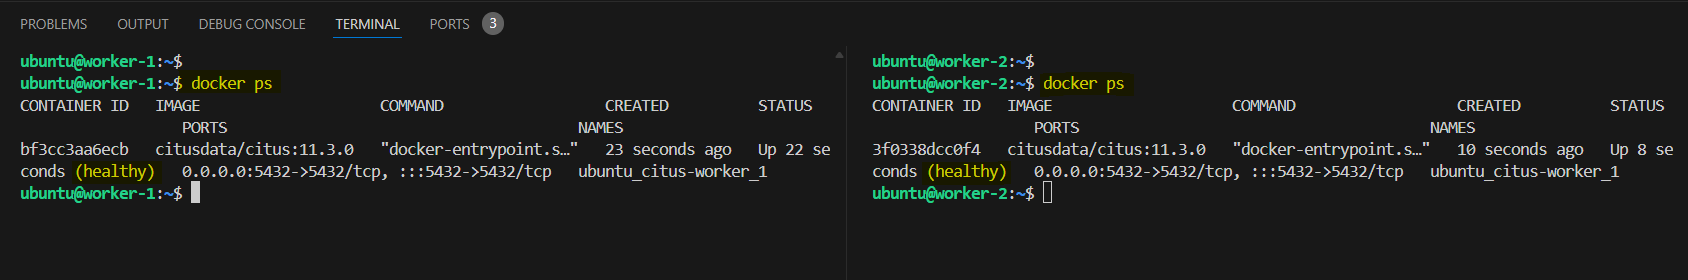 PROBLEMS OUTPUT DEBUG CONSOLE TERMINAL PORTS 3
ubuntu@worker-1:~$
ubuntu@worker-1:~$ docker ps
CONTAINER ID IMAGE COMMAND CREATED STATUS
PORTS NAMES
bf3cc3aa6ecb citusdata/citus:11.3.0 "docker-entrypoint.s…" 23 seconds ago Up 22 se
conds (healthy) 0.0.0.0:5432->5432/tcp, :::5432->5432/tcp ubuntu_citus-worker_1
ubuntu@worker-1:~$
ubuntu@worker-2:~$
ubuntu@worker-2:~$ docker ps
CONTAINER ID IMAGE COMMAND CREATED STATUS
PORTS NAMES
3f0338dcc0f4 citusdata/citus:11.3.0 "docker-entrypoint.s…" 10 seconds ago Up 8 se
conds (healthy) 0.0.0.0:5432->5432/tcp, :::5432->5432/tcp ubuntu_citus-worker_1
ubuntu@worker-2:~$